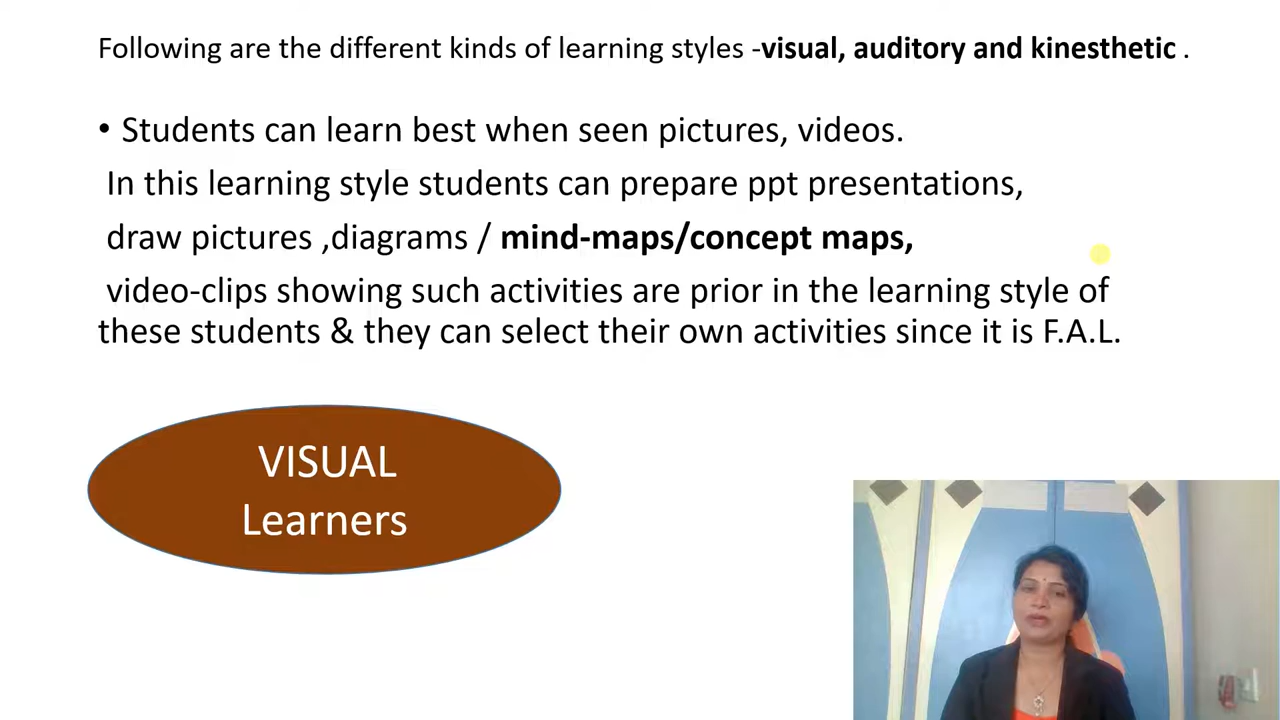 Following are the different kinds of learning styles -visual, auditory and kinesthetic .
• Students can learn best when seen pictures, videos.
In this learning style students can prepare ppt presentations,
draw pictures ,diagrams / mind-maps/concept maps,
video-clips showing such activities are prior in the learning style of
these students & they can select their own activities since it is F.A.L.
VISUAL
Learners